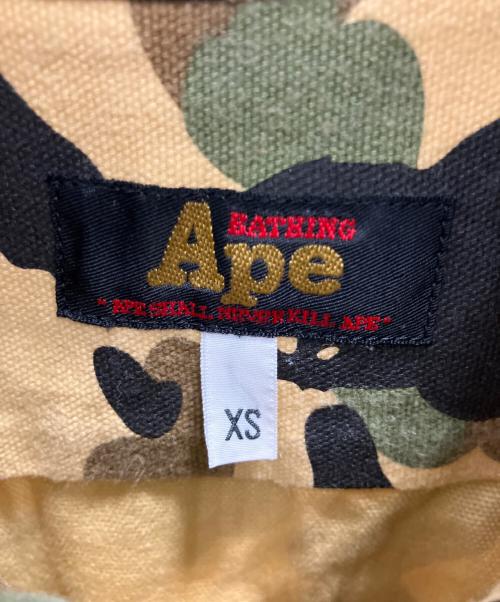 BATHING
Ape
"APE SHALL NEVER KILL APE"
XS